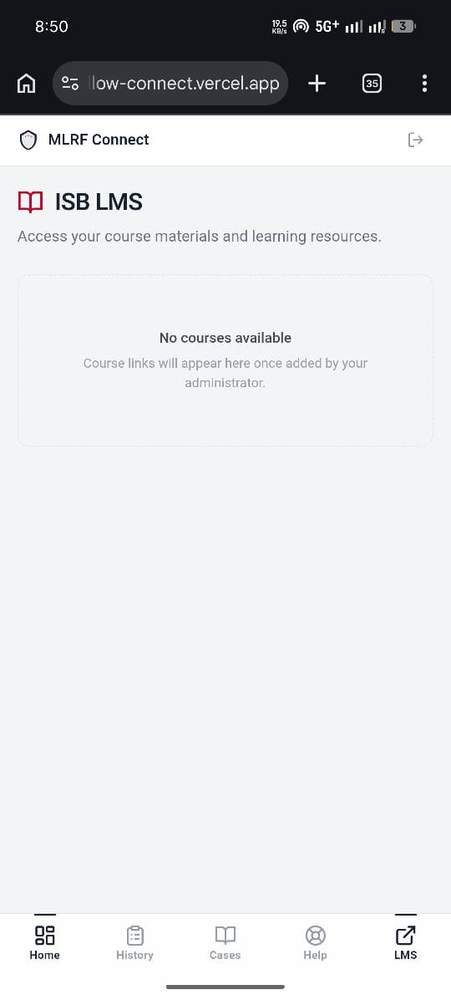 8:50
19.5
KB/s
5G+
3
low-connect.vercel.app
35
MLRF Connect
ISB LMS
Access your course materials and learning resources.
No courses available
Course links will appear here once added by your
administrator.
Home
History
Cases
Help
LMS